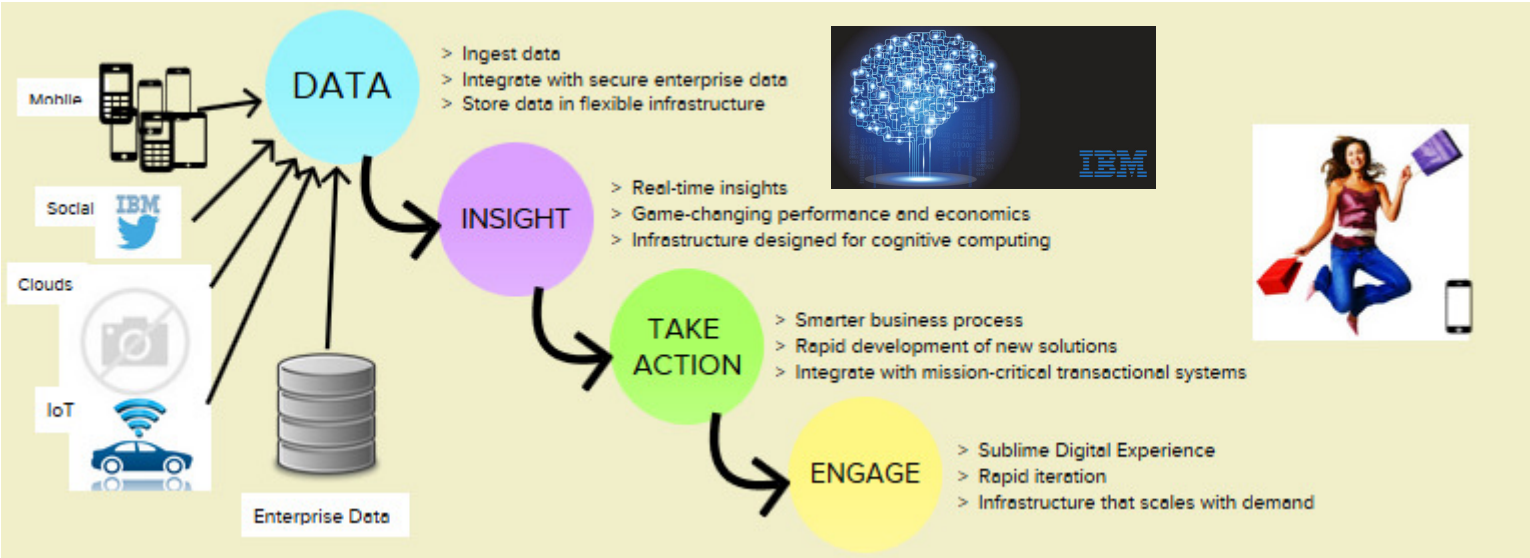 Mobile
Social
IBM
Clouds
IoT
Enterprise Data
DATA
> Ingest data
> Integrate with secure enterprise data
> Store data in flexible infrastructure
IBM
INSIGHT
> Real-time insights
> Game-changing performance and economics
> Infrastructure designed for cognitive computing
TAKE
ACTION
> Smarter business process
> Rapid development of new solutions
> Integrate with mission-critical transactional systems
ENGAGE
> Sublime Digital Experience
> Rapid iteration
> Infrastructure that scales with demand